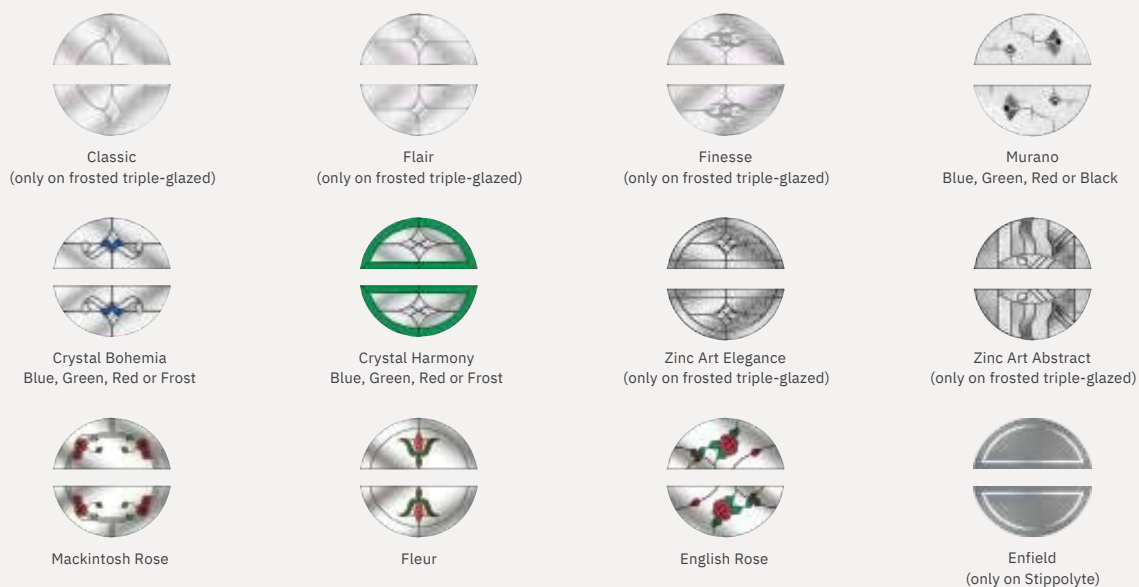 Classic
(only on frosted triple-glazed)
Flair
(only on frosted triple-glazed)
Finesse
(only on frosted triple-glazed)
Murano
Blue, Green, Red or Black
Crystal Bohemia
Blue, Green, Red or Frost
Crystal Harmony
Blue, Green, Red or Frost
Zinc Art Elegance
(only on frosted triple-glazed)
Zinc Art Abstract
(only on frosted triple-glazed)
Mackintosh Rose
Fleur
English Rose
Enfield
(only on Stippolyte)